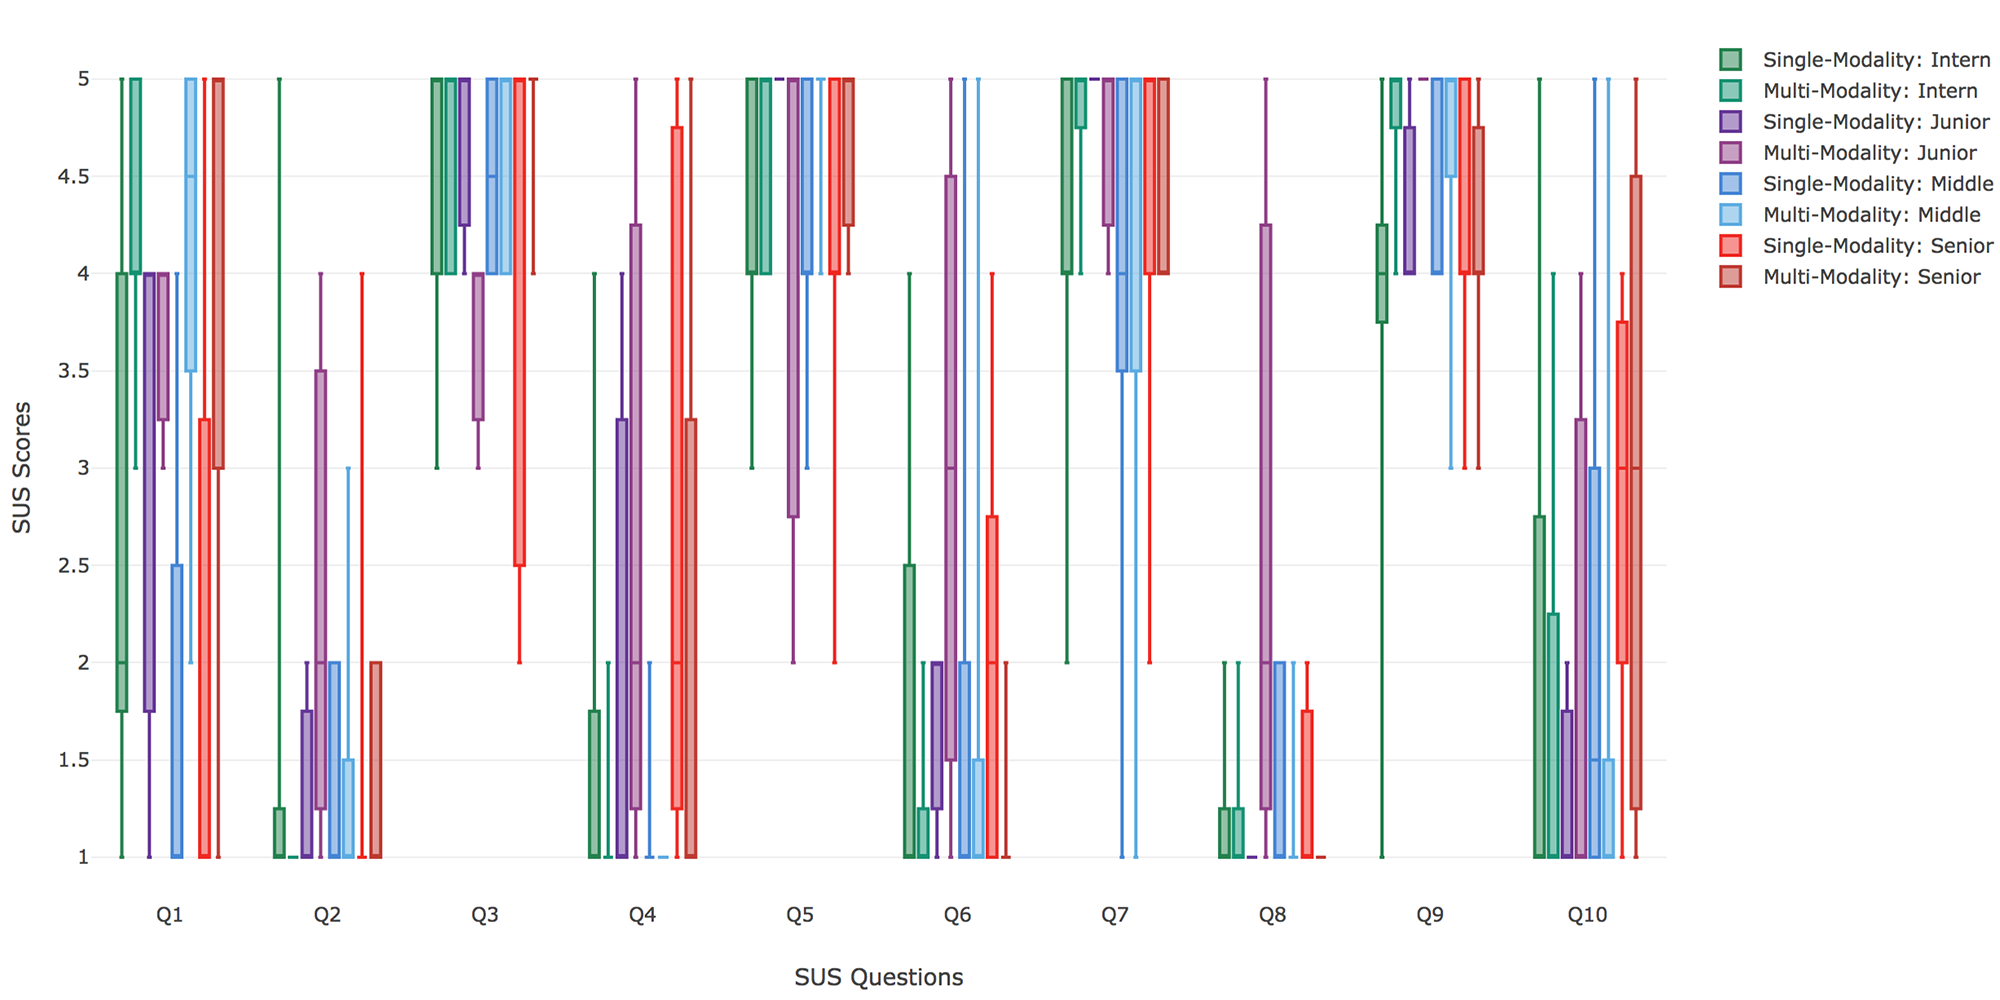 5
4.5
4
3.5
3
2.5
2
1.5
1
SUS Scores
Q1 Q2 Q3 Q4 Q5 Q6 Q7 Q8 Q9 Q10
SUS Questions
Single-Modality: Intern
Multi-Modality: Intern
Single-Modality: Junior
Multi-Modality: Junior
Single-Modality: Middle
Multi-Modality: Middle
Single-Modality: Senior
Multi-Modality: Senior